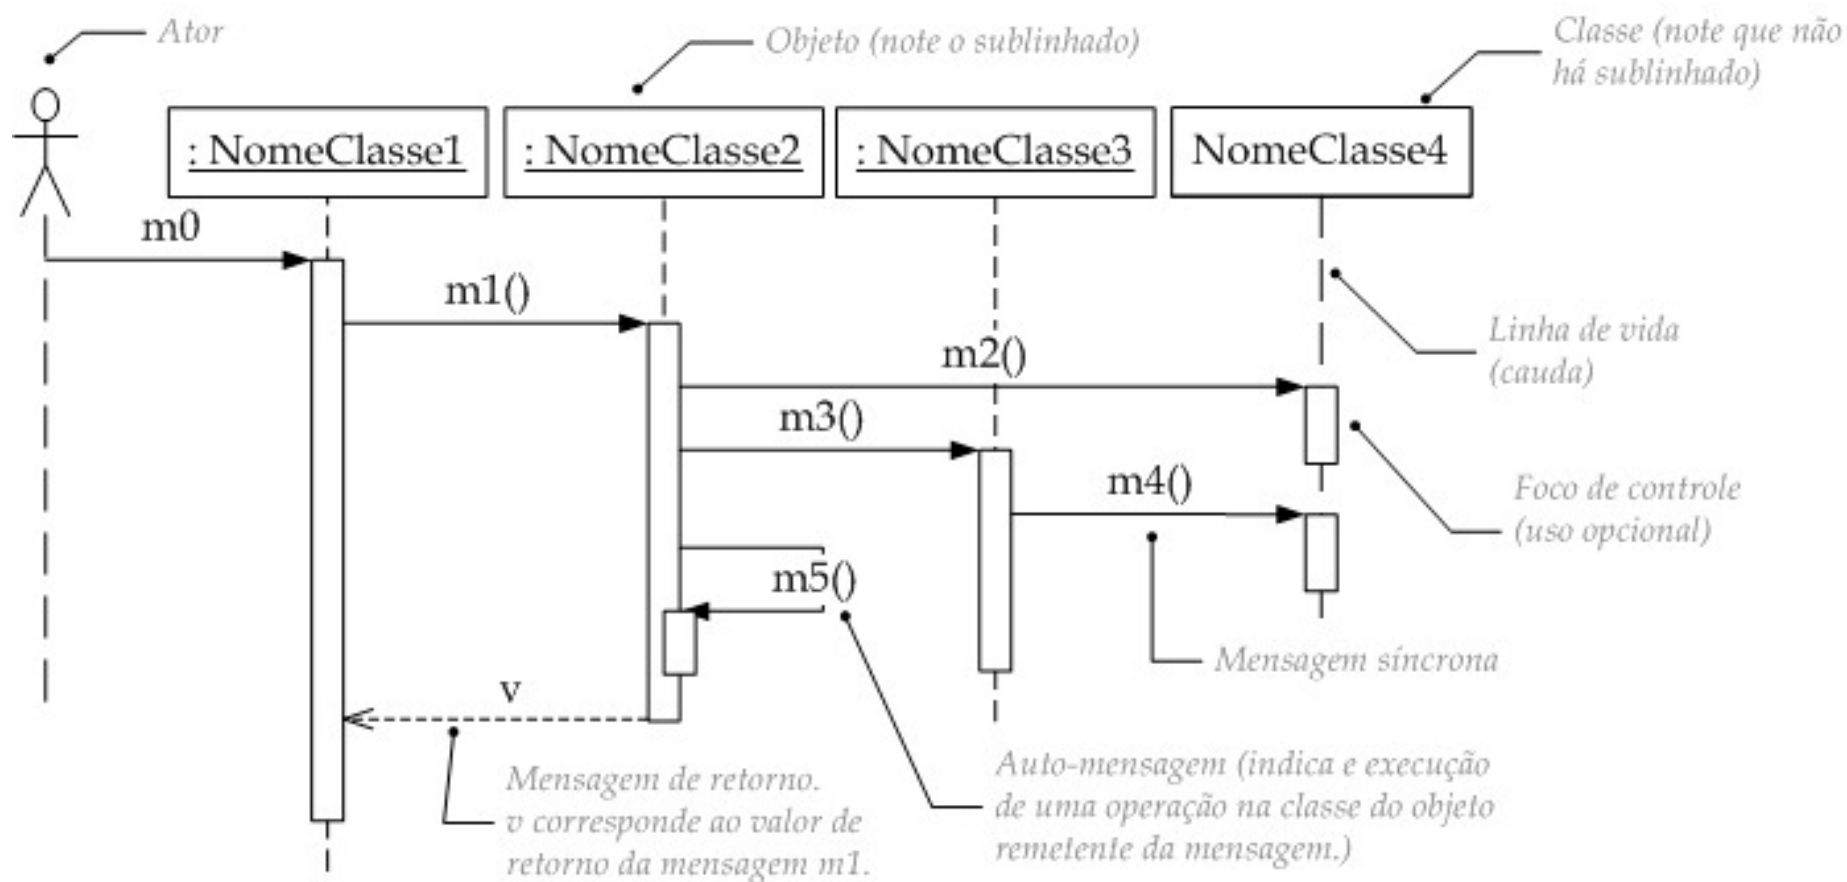 Ator
Objeto (note o sublinhado)
Classe (note que não
há sublinhado)
: NomeClasse1
: NomeClasse2
: NomeClasse3
NomeClasse4
m0
m1()
Linha de vida
(cauda)
m2()
m3()
m4()
Foco de controle
(uso opcional)
m5()
Mensagem síncrona
v
Mensagem de retorno.
v corresponde ao valor de
retorno da mensagem m1.
Auto-mensagem (indica e execução
de uma operação na classe do objeto
remetente da mensagem.)